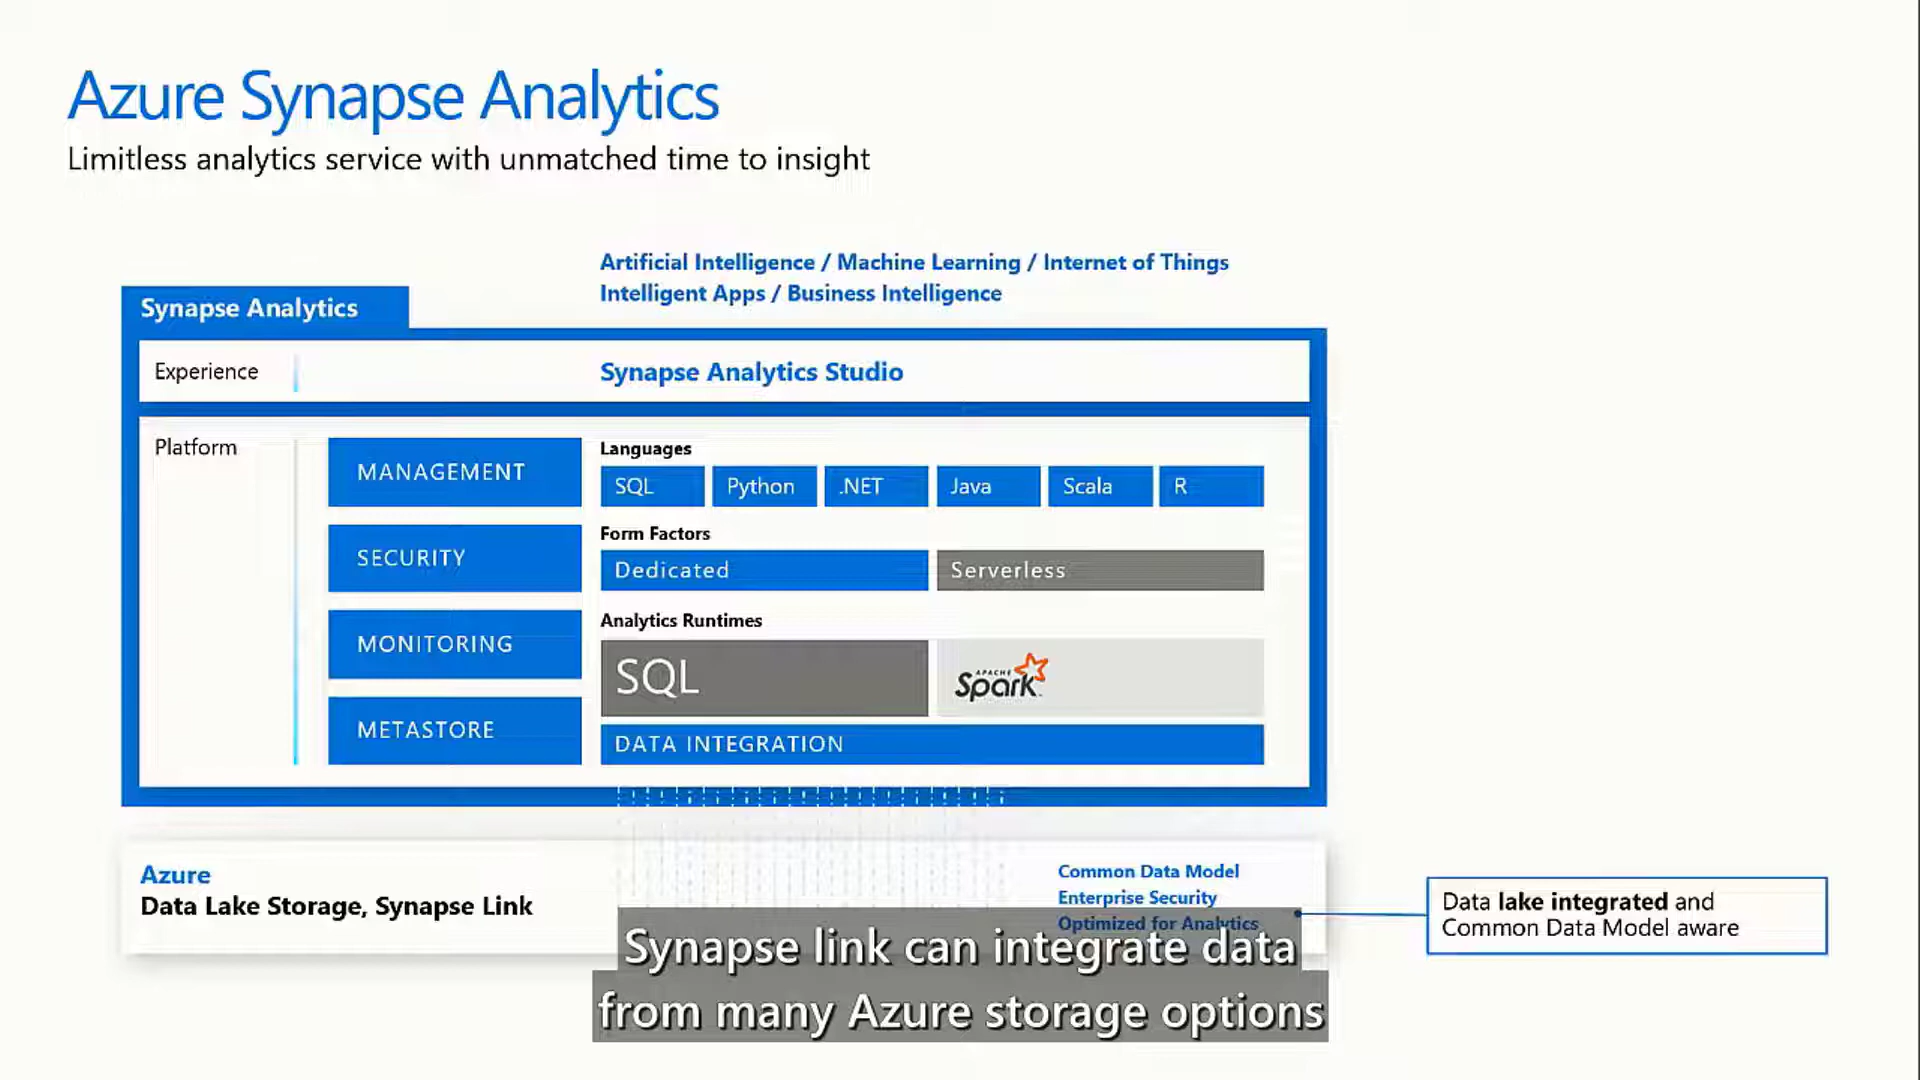 Azure Synapse Analytics
Limitless analytics service with unmatched time to insight
Artificial Intelligence / Machine Learning / Internet of Things
Intelligent Apps / Business Intelligence
Synapse Analytics
Experience
Synapse Analytics Studio
Platform
MANAGEMENT
SECURITY
MONITORING
METASTORE
Languages
SQL
Python
.NET
Java
Scala
R
Form Factors
Dedicated
Serverless
Analytics Runtimes
SQL
APACHE
Spark
DATA INTEGRATION
Azure
Data Lake Storage, Synapse Link
Common Data Model
Enterprise Security
Optimized for Analytics
Data lake integrated and
Common Data Model aware
Synapse link can integrate data
from many Azure storage options